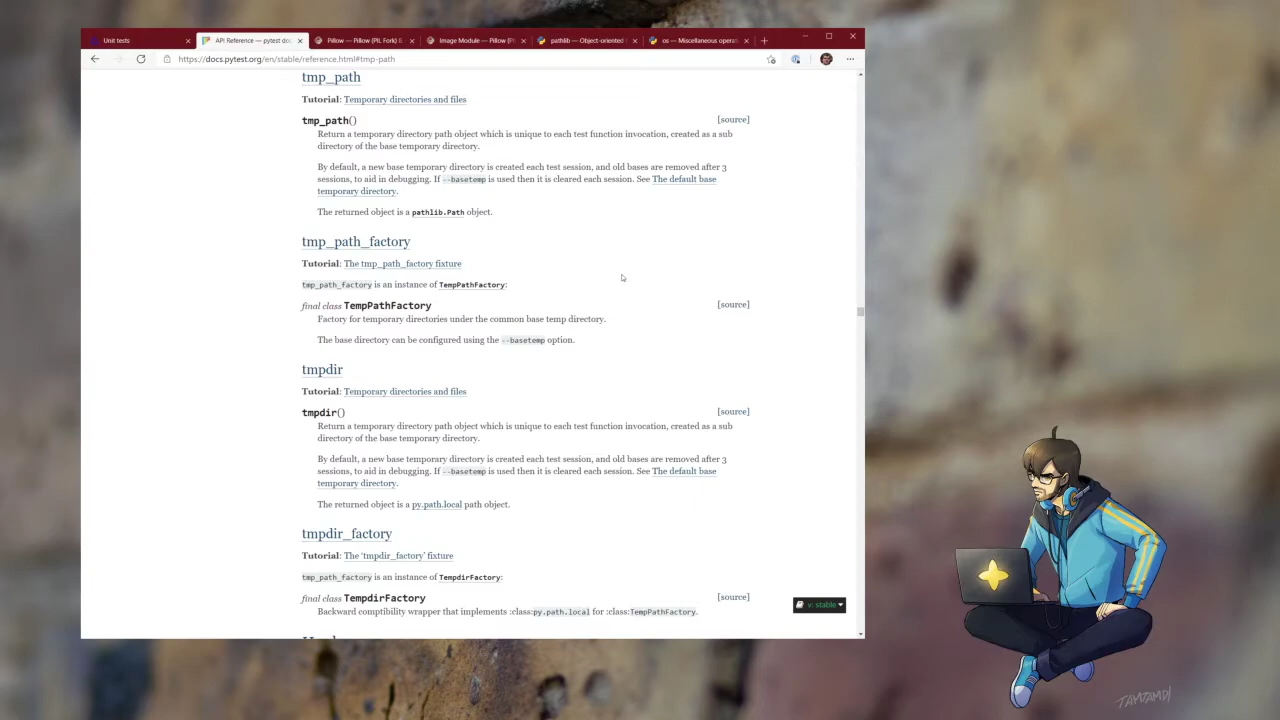 Unit tests
API Reference — pytest doc
Pillow — Pillow (PIL Fork)
Image Module — Pillow
pathlib — Object-oriented
os — Miscellaneous operat
https://docs.pytest.org/en/stable/reference.html#tmp-path
tmp_path
Tutorial: Temporary directories and files
tmp_path() [source]
Return a temporary directory path object which is unique to each test function invocation, created as a sub
directory of the base temporary directory.
By default, a new base temporary directory is created each test session, and old bases are removed after 3
sessions, to aid in debugging. If --basetemp is used then it is cleared each session. See The default base
temporary directory.
The returned object is a pathlib.Path object.
tmp_path_factory
Tutorial: The tmp_path_factory fixture
tmp_path_factory is an instance of TempPathFactory:
final class TempPathFactory [source]
Factory for temporary directories under the common base temp directory.
The base directory can be configured using the --basetemp option.
tmpdir
Tutorial: Temporary directories and files
tmpdir() [source]
Return a temporary directory path object which is unique to each test function invocation, created as a sub
directory of the base temporary directory.
By default, a new base temporary directory is created each test session, and old bases are removed after 3
sessions, to aid in debugging. If --basetemp is used then it is cleared each session. See The default base
temporary directory.
The returned object is a py.path.local path object.
tmpdir_factory
Tutorial: The 'tmpdir_factory' fixture
tmp_path_factory is an instance of TempdirFactory:
final class TempdirFactory [source]
Backward comptibility wrapper that implements :class:py.path.local for :class:TempPathFactory.
v: stable